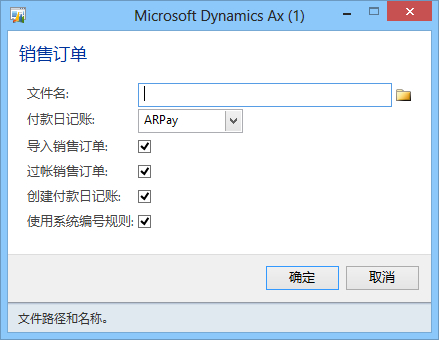 Microsoft Dynamics Ax (1)
销售订单
文件名:
付款日记账: ARPay
导入销售订单:
过帐销售订单:
创建付款日记账:
使用系统编号规则:
确定 取消
文件路径和名称。